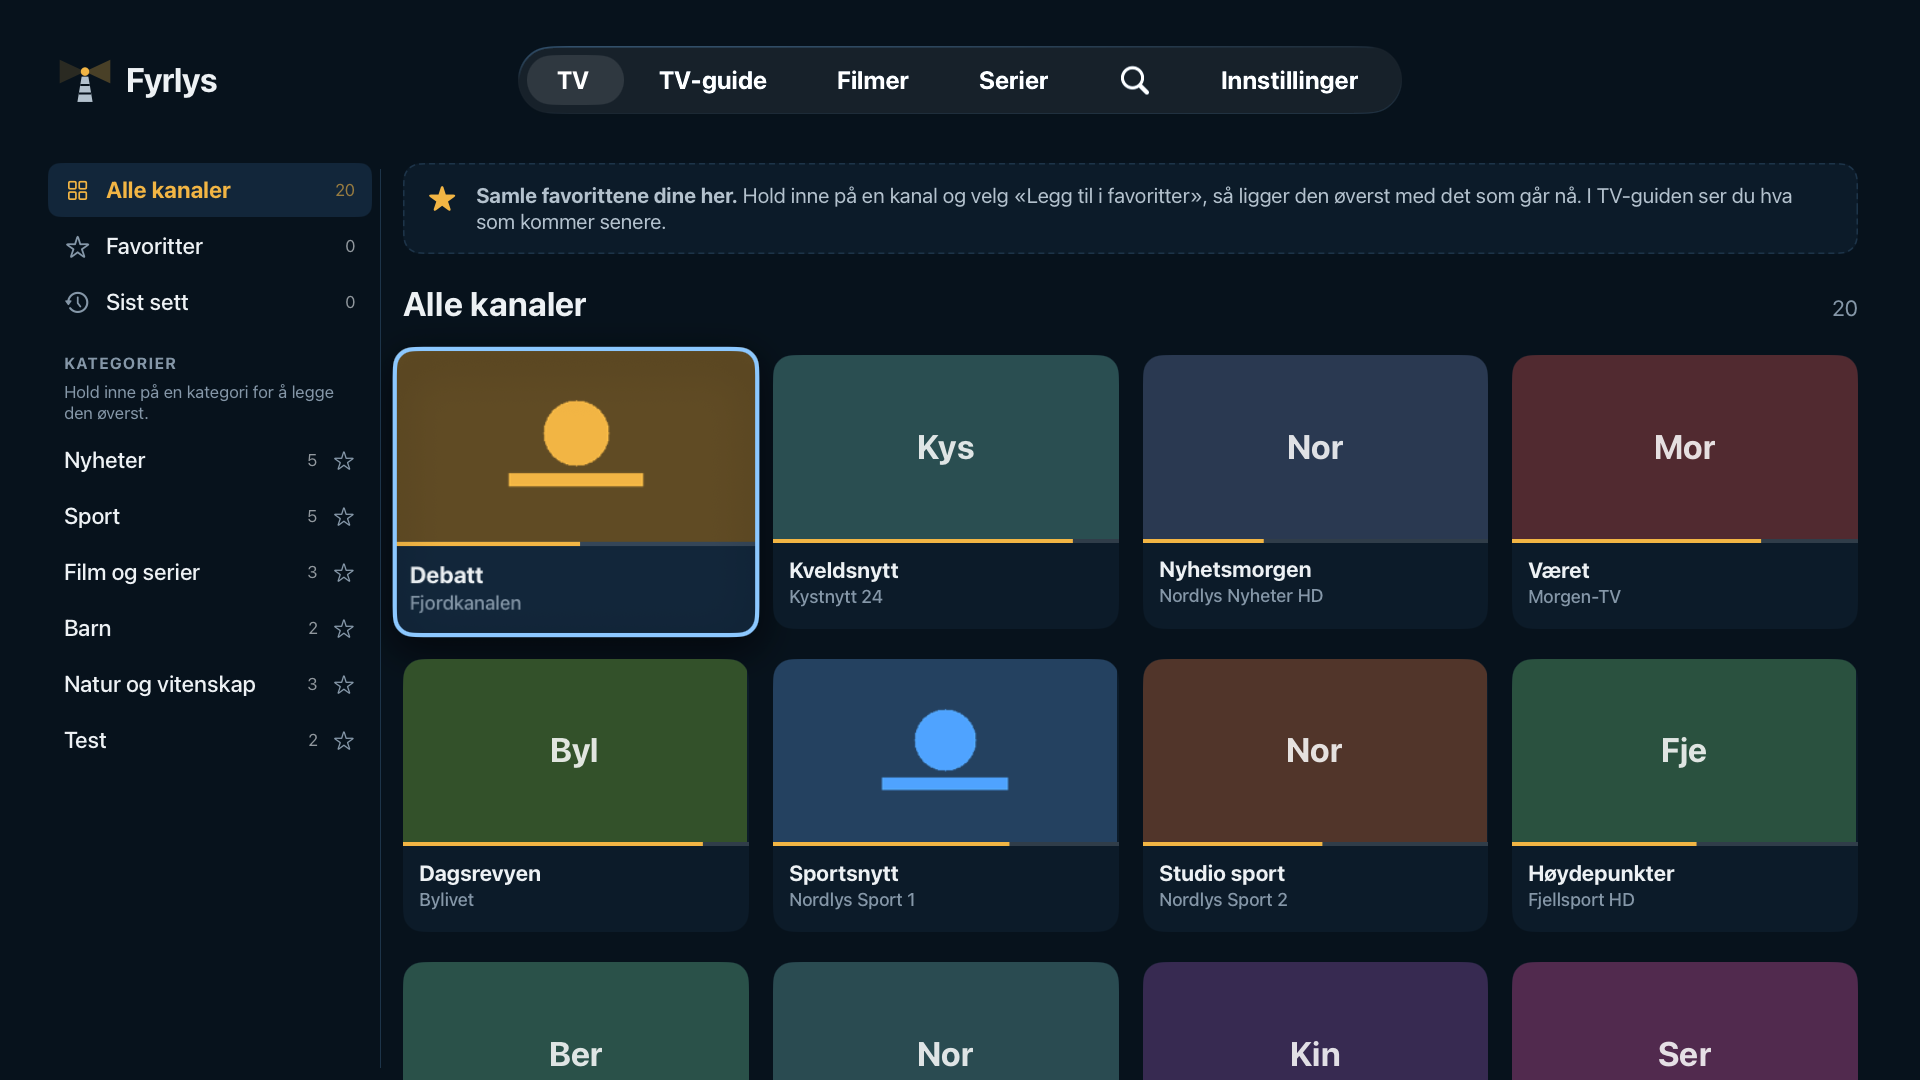 Fyrlys
TV
TV-guide
Filmer
Serier
Innstillinger
Alle kanaler 20
Favoritter 0
Sist sett 0
KATEGORIER
Hold inne på en kategori for å legge
den øverst.
Nyheter 5
Sport 5
Film og serier 3
Barn 2
Natur og vitenskap 3
Test 2
Samle favorittene dine her. Hold inne på en kanal og velg «Legg til i favoritter», så ligger den øverst med det som går nå. I TV-guiden ser du hva
som kommer senere.
Alle kanaler 20
Debatt
Fjordkanalen
Kys
Kveldsnytt
Kystnytt 24
Nor
Nyhetsmorgen
Nordlys Nyheter HD
Mor
Været
Morgen-TV
Byl
Dagsrevyen
Bylivet
Sportsnytt
Nordlys Sport 1
Nor
Studio sport
Nordlys Sport 2
Fje
Høydepunkter
Fjellsport HD
Ber
Nor
Kin
Ser